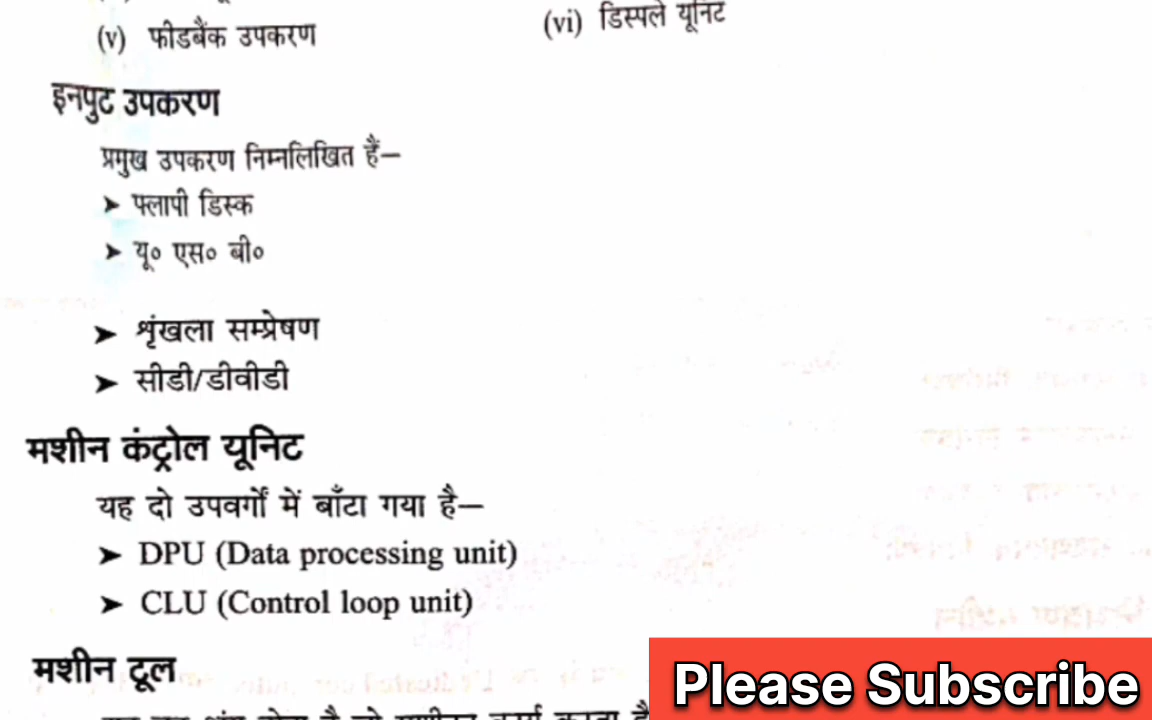 (v) फीडबैंक उपकरण
(vi) डिस्पले यूनिट
इनपुट उपकरण
प्रमुख उपकरण निम्नलिखित हैं—
➤ फ्लापी डिस्क
➤ यू० एस० बी०
➤ शृंखला सम्प्रेषण
➤ सीडी/डीवीडी
मशीन कंट्रोल यूनिट
यह दो उपवर्गों में बाँटा गया है—
➤ DPU (Data processing unit)
➤ CLU (Control loop unit)
मशीन टूल
Please Subscribe